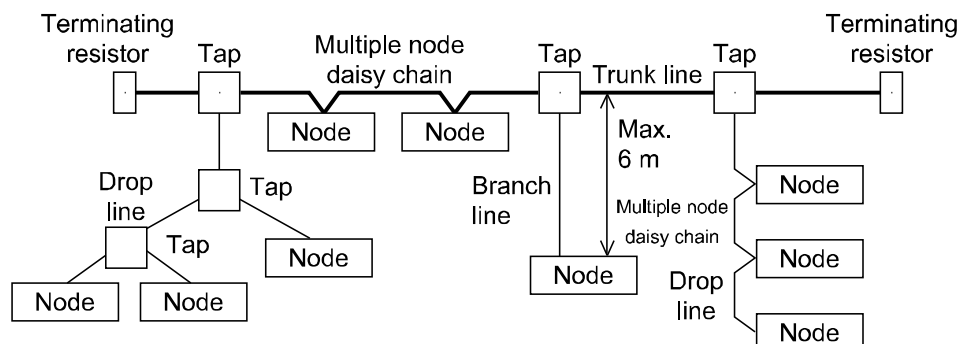 Terminating
resistor
Tap
Multiple node
daisy chain
Tap
Trunk line
Tap
Terminating
resistor
Node
Node
Max.
6 m
Drop
line
Tap
Tap
Branch
line
Multiple node
daisy chain
Node
Node
Node
Node
Node
Node
Drop
line
Node
Node